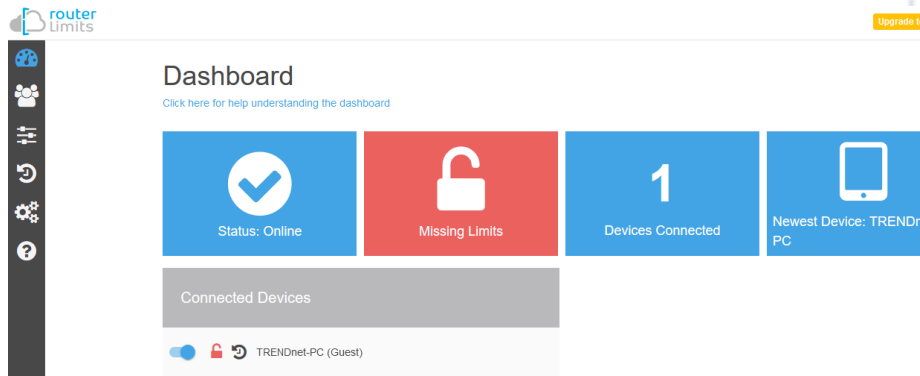 router
Limits
Upgrade to
Dashboard
Click here for help understanding the dashboard
Status: Online
Missing Limits
1
Devices Connected
Newest Device: TRENDn
PC
Connected Devices
TRENDnet-PC (Guest)